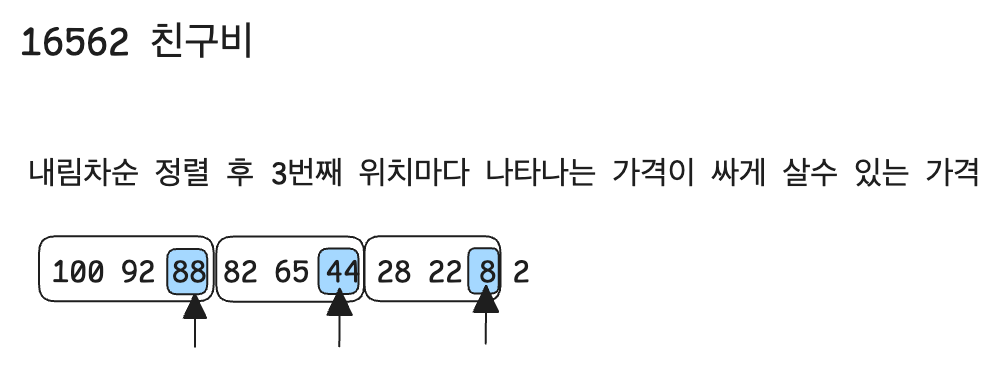 16562 친구비
내림차순 정렬 후 3번째 위치마다 나타나는 가격이 싸게 살수 있는 가격
100 92 88 82 65 44 28 22 8 2